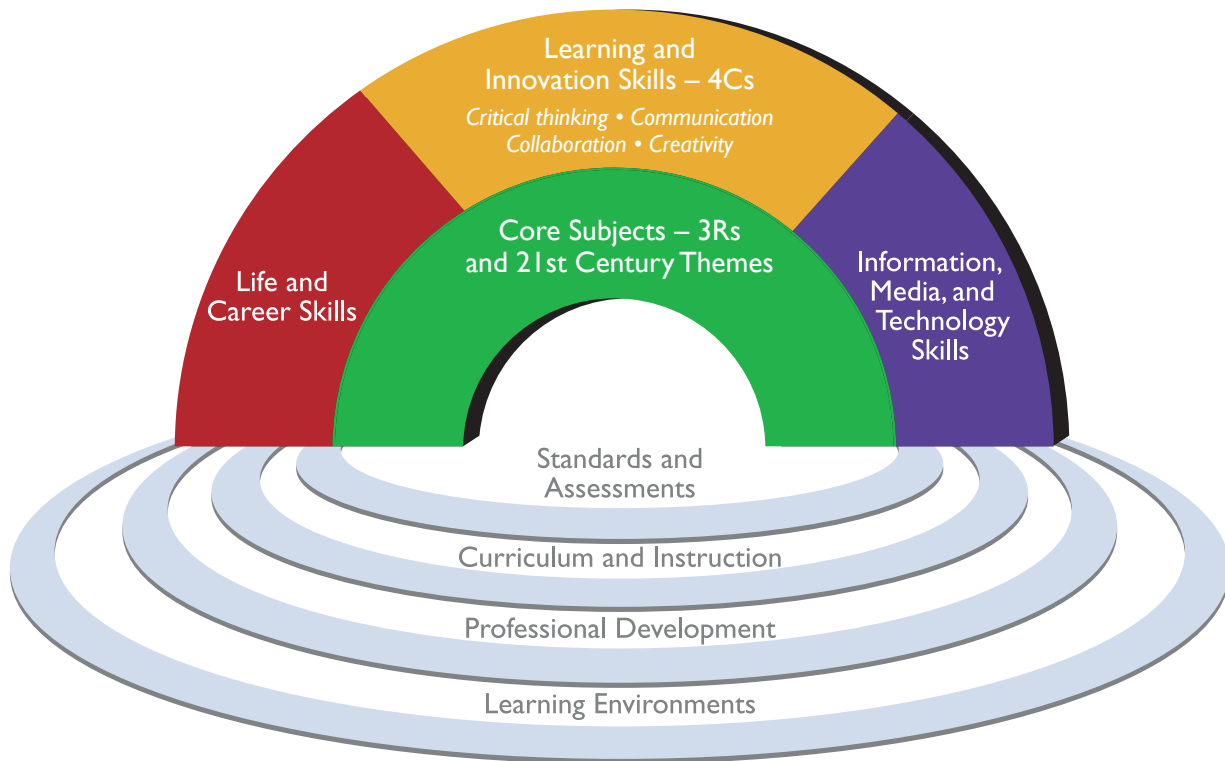 Learning and
Innovation Skills – 4Cs
Critical thinking • Communication
Collaboration • Creativity
Core Subjects – 3Rs
and 21st Century Themes
Life and
Career Skills
Information,
Media, and
Technology
Skills
Standards and
Assessments
Curriculum and Instruction
Professional Development
Learning Environments